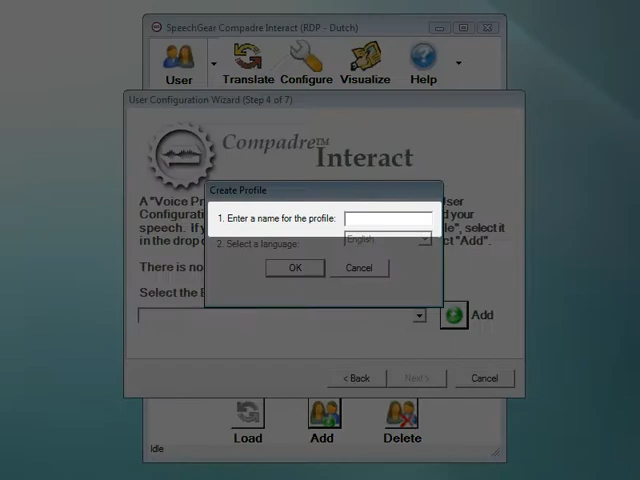 SpeechGear Compadre Interact (RDP - Dutch)
User Translate Configure Visualize Help
User Configuration Wizard (Step 4 of 7)
Compadre™
Interact
Create Profile
A "Voice Pr
User
Configuratio
d your
speech. If y
e", select it
in the drop
ct "Add".
1. Enter a name for the profile:
2. Select a language: English
OK Cancel
There is no
Select the E
Add
< Back Next > Cancel
Load Add Delete
Idle